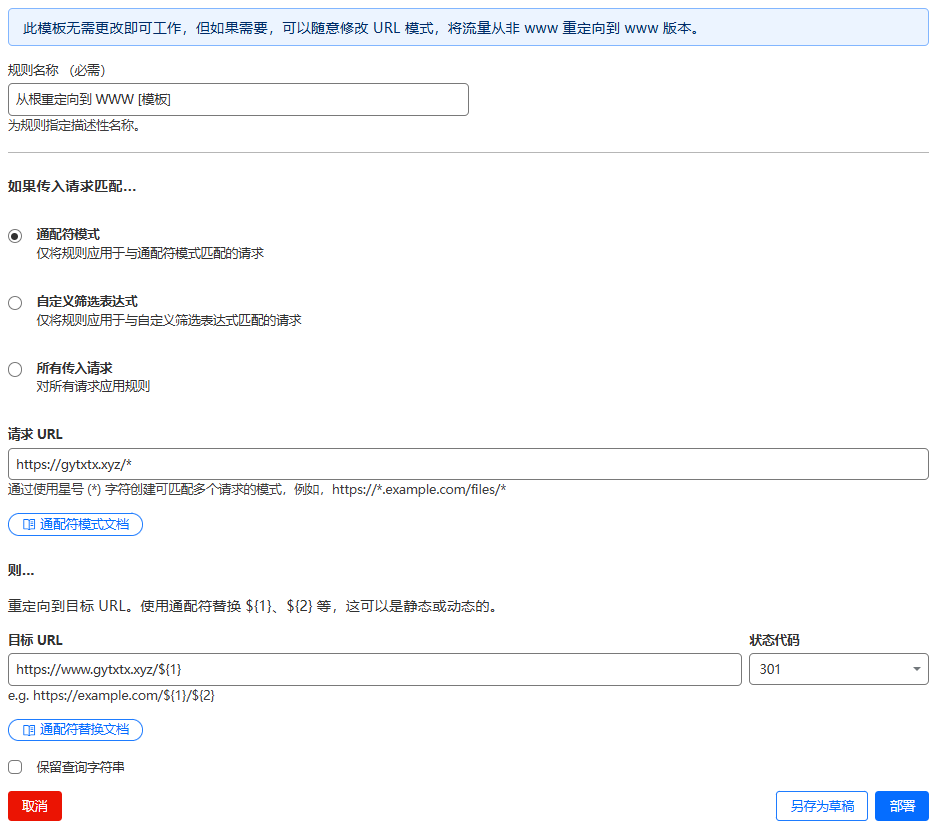 此模板无需更改即可工作，但如果需要，可以随意修改 URL 模式，将流量从非 www 重定向到 www 版本。
规则名称 （必需）
从根重定向到 WWW [模板]
为规则指定描述性名称。
如果传入请求匹配...
通配符模式
仅将规则应用于与通配符模式匹配的请求
自定义筛选表达式
仅将规则应用于与自定义筛选表达式匹配的请求
所有传入请求
对所有请求应用规则
请求 URL
https://gytxtx.xyz/*
通过使用星号 (*) 字符创建可匹配多个请求的模式，例如，https://*.example.com/files/*
通配符模式文档
则...
重定向到目标 URL。使用通配符替换 ${1}、${2} 等，这可以是静态或动态的。
目标 URL
状态代码
https://www.gytxtx.xyz/${1}
301
e.g. https://example.com/${1}/${2}
通配符替换文档
保留查询字符串
取消
另存为草稿
部署